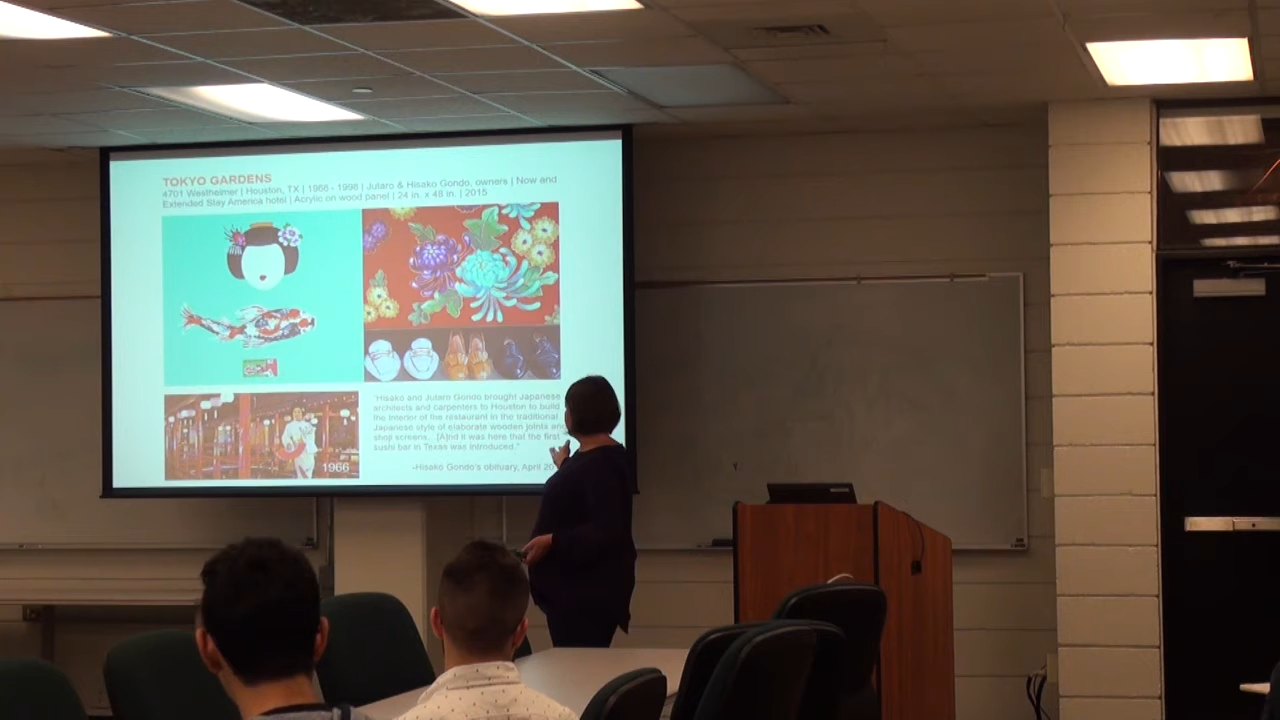 TOKYO GARDENS
4701 Westheimer | Houston, TX | 1966 - 1998 | Jutaro & Hisako Gondo, owners | Now and
Extended Stay America hotel | Acrylic on wood panel | 24 in. x 48 in. | 2015
"Hisako and Jutaro Gondo brought Japanese
architects and carpenters to Houston to build
the interior of the restaurant in the traditional
Japanese style of elaborate wooden joints and
shoji screens...[A]nd it was here that the first
sushi bar in Texas was introduced."
1966
–Hisako Gondo's obituary, April 20